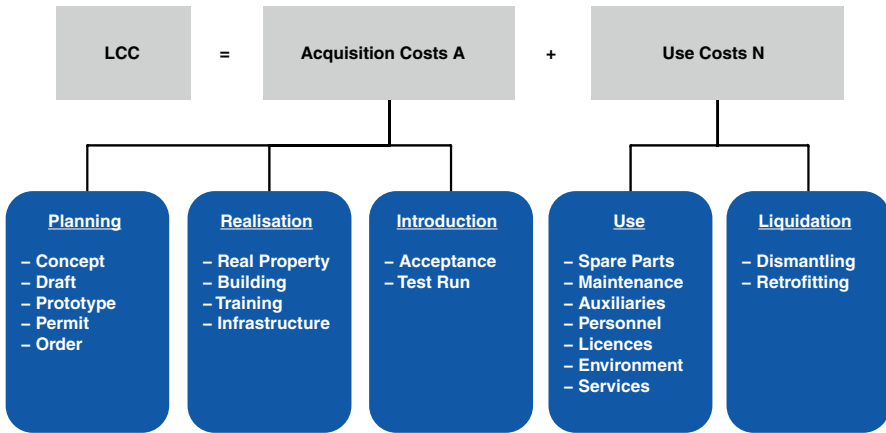 LCC = Acquisition Costs A + Use Costs N
Planning
– Concept
– Draft
– Prototype
– Permit
– Order
Realisation
– Real Property
– Building
– Training
– Infrastructure
Introduction
– Acceptance
– Test Run
Use
– Spare Parts
– Maintenance
– Auxiliaries
– Personnel
– Licences
– Environment
– Services
Liquidation
– Dismantling
– Retrofitting